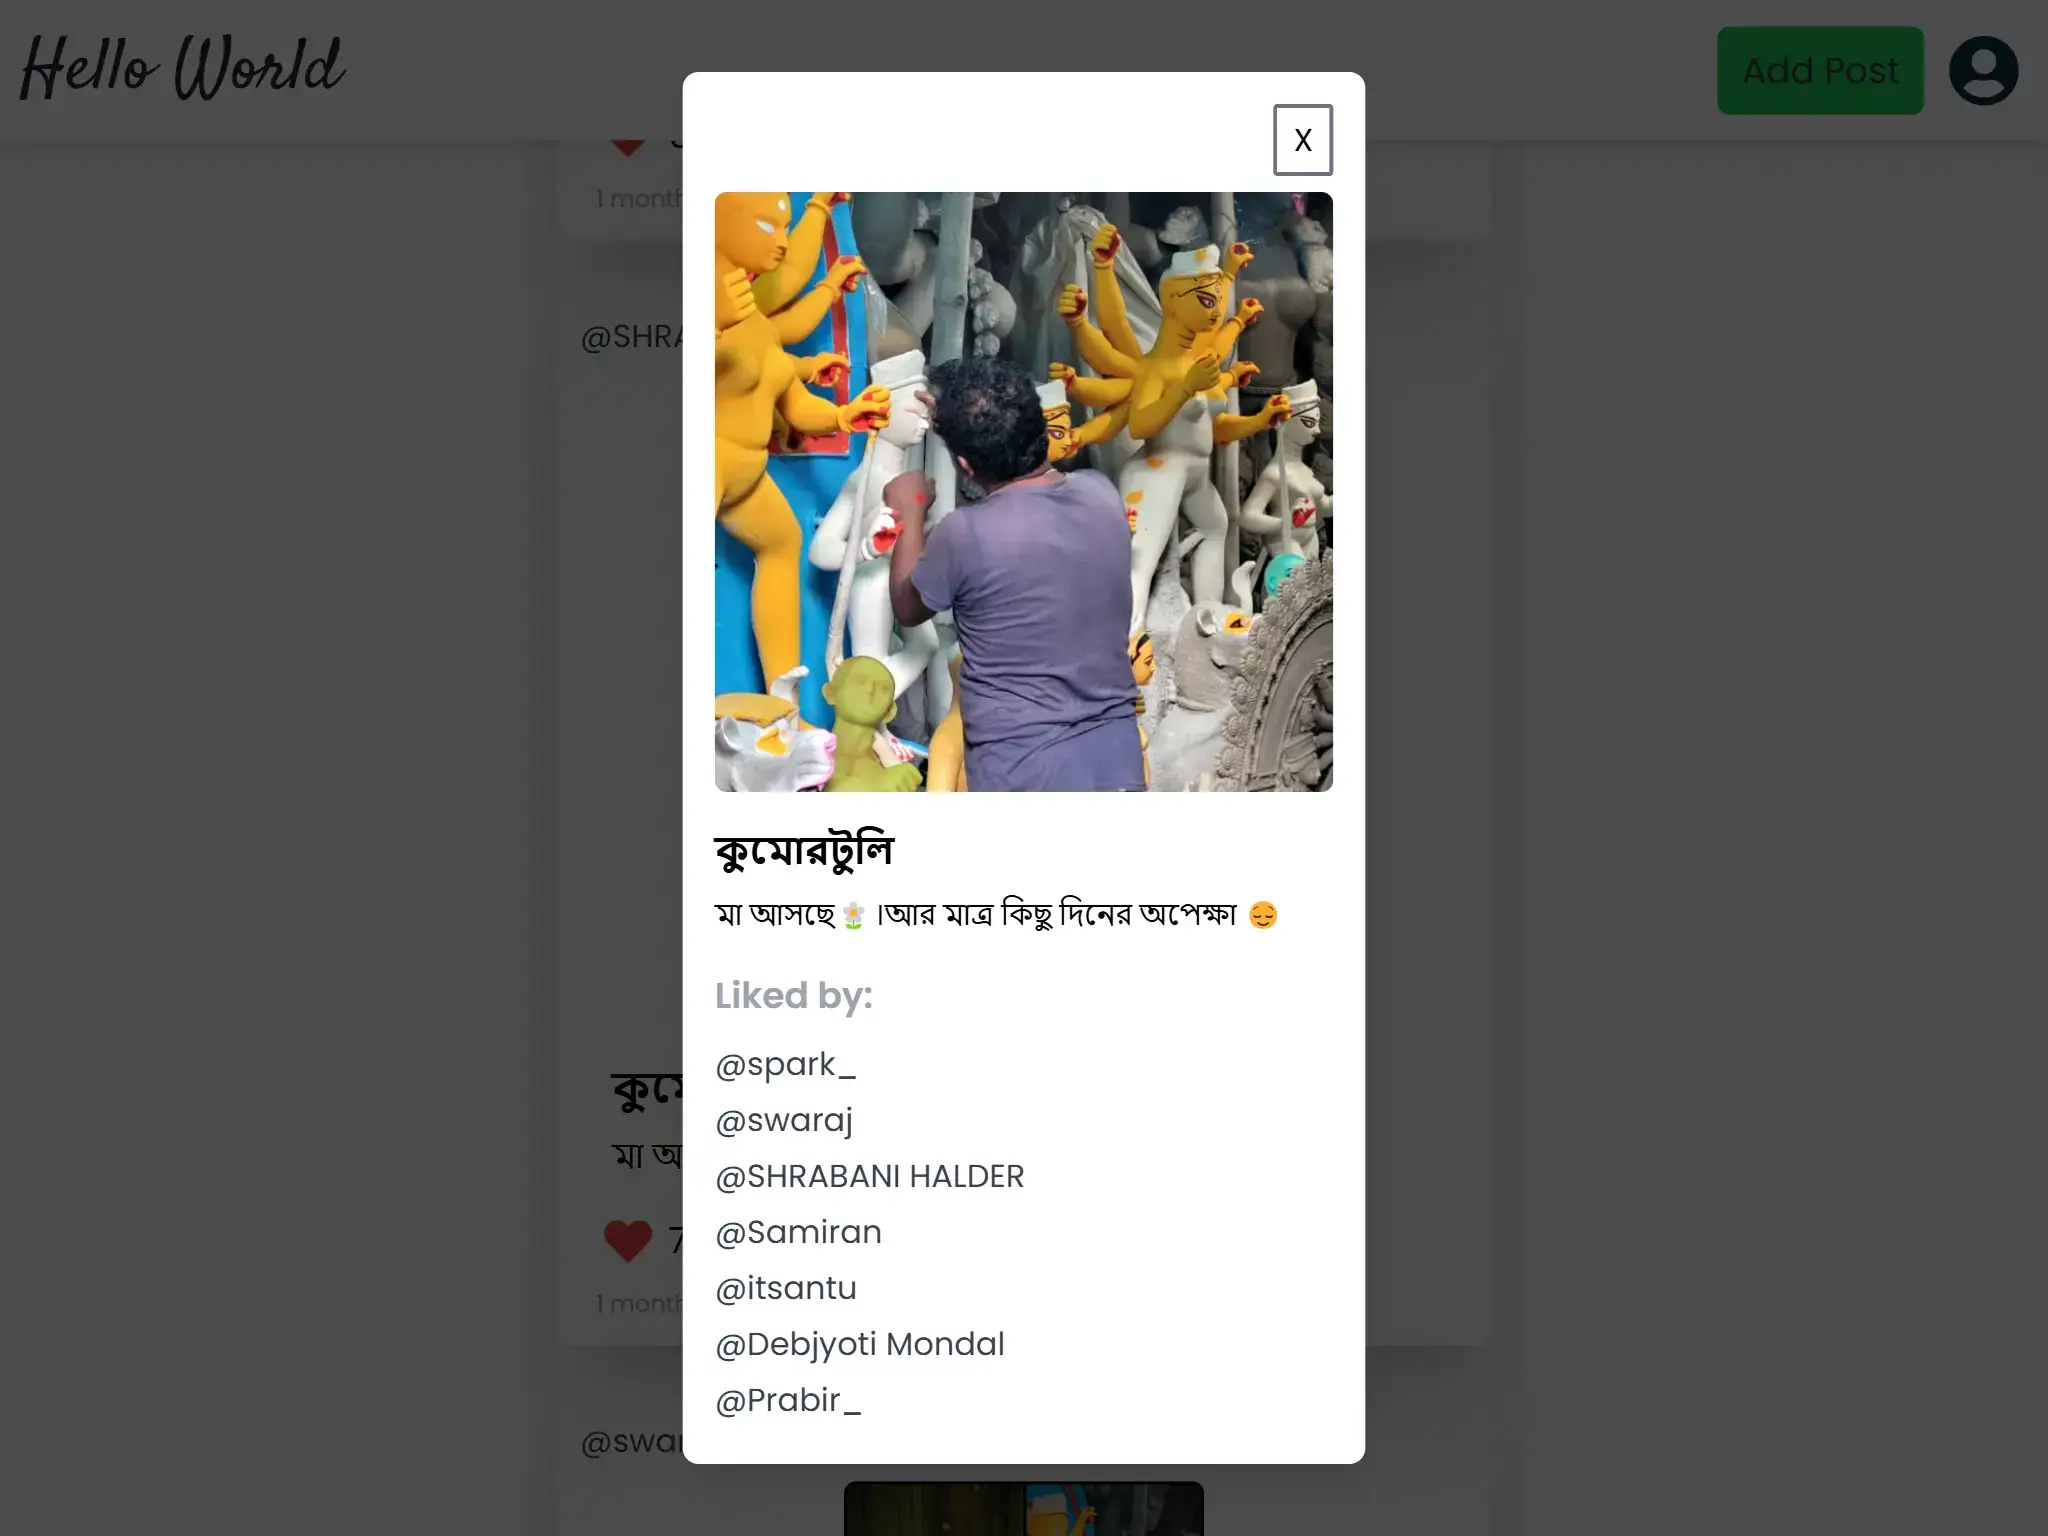 Hello World
Add Post
X
1 month
@SHRA
কুমোরটুলি
মা আসছে🌼।আর মাত্র কিছু দিনের অপেক্ষা 😌
Liked by:
@spark_
@swaraj
@SHRABANI HALDER
@Samiran
@itsantu
@Debjyoti Mondal
@Prabir_
কুমে
মা অ
7
1 month
@swar